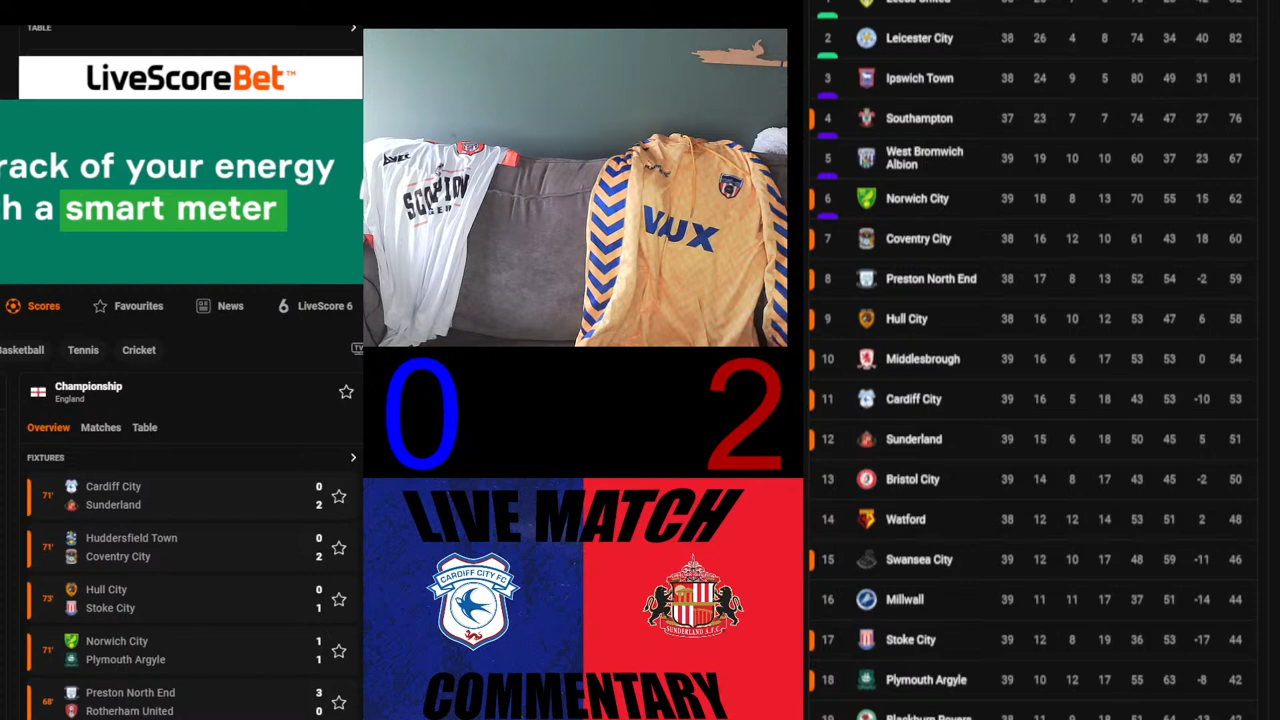 TABLE
LiveScoreBet™
rack of your energy
h a smart meter
Scores
Favourites
News
6 LiveScore 6
Basketball
Tennis
Cricket
Championship
England
Overview
Matches
Table
FIXTURES
71' Cardiff City 0
Sunderland 2
71' Huddersfield Town 0
Coventry City 2
73' Hull City 0
Stoke City 1
71' Norwich City 1
Plymouth Argyle 1
68' Preston North End 3
Rotherham United 0
SCORPION
VAUX
0 2
LIVE MATCH
CARDIFF CITY FC
SUNDERLAND A.F.C
COMMENTARY
Leeds United
2 Leicester City 38 26 4 8 74 34 40 82
3 Ipswich Town 38 24 9 5 80 49 31 81
4 Southampton 37 23 7 7 74 47 27 76
5 West Bromwich Albion 39 19 10 10 60 37 23 67
6 Norwich City 39 18 8 13 70 55 15 62
7 Coventry City 38 16 12 10 61 43 18 60
8 Preston North End 38 17 8 13 52 54 -2 59
9 Hull City 38 16 10 12 53 47 6 58
10 Middlesbrough 39 16 6 17 53 53 0 54
11 Cardiff City 39 16 5 18 43 53 -10 53
12 Sunderland 39 15 6 18 50 45 5 51
13 Bristol City 39 14 8 17 43 45 -2 50
14 Watford 38 12 12 14 53 51 2 48
15 Swansea City 39 12 10 17 48 59 -11 46
16 Millwall 39 11 11 17 37 51 -14 44
17 Stoke City 39 12 8 19 36 53 -17 44
18 Plymouth Argyle 39 10 12 17 55 63 -8 42
Blackburn Rovers